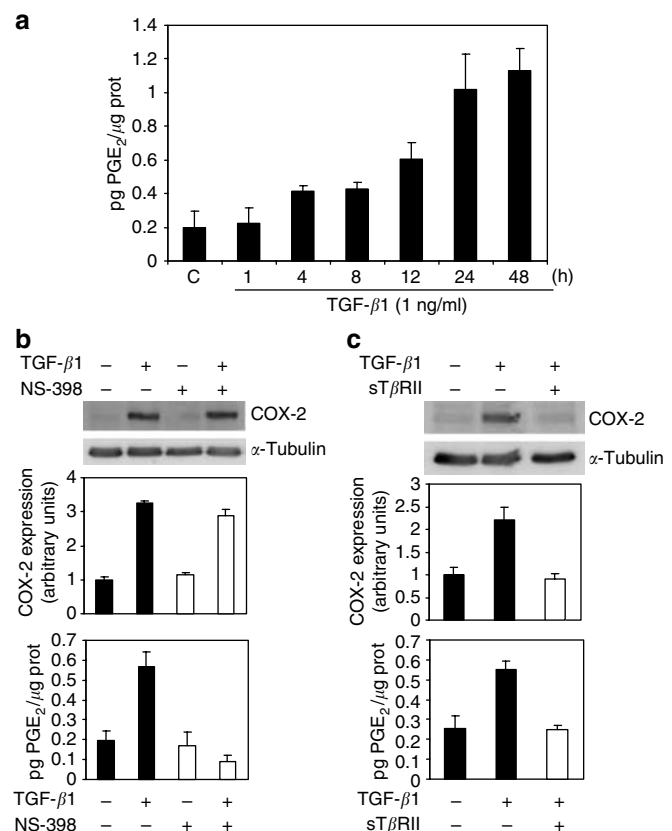 a
pg PGE₂/μg prot
1.4
1.2
1
0.8
0.6
0.4
0.2
0
C 1 4 8 12 24 48 (h)
TGF-β1 (1 ng/ml)
b
TGF-β1 – + – +
NS-398 – – + +
COX-2
α-Tubulin
COX-2 expression
(arbitrary units)
4
3
2
1
0
pg PGE₂/μg prot
0.7
0.6
0.5
0.4
0.3
0.2
0.1
0
TGF-β1 – + – +
NS-398 – – + +
c
TGF-β1 – + +
sTβRII – – +
COX-2
α-Tubulin
COX-2 expression
(arbitrary units)
3
2.5
2
1.5
1
0.5
0
pg PGE₂/μg prot
0.7
0.6
0.5
0.4
0.3
0.2
0.1
0
TGF-β1 – + +
sTβRII – – +